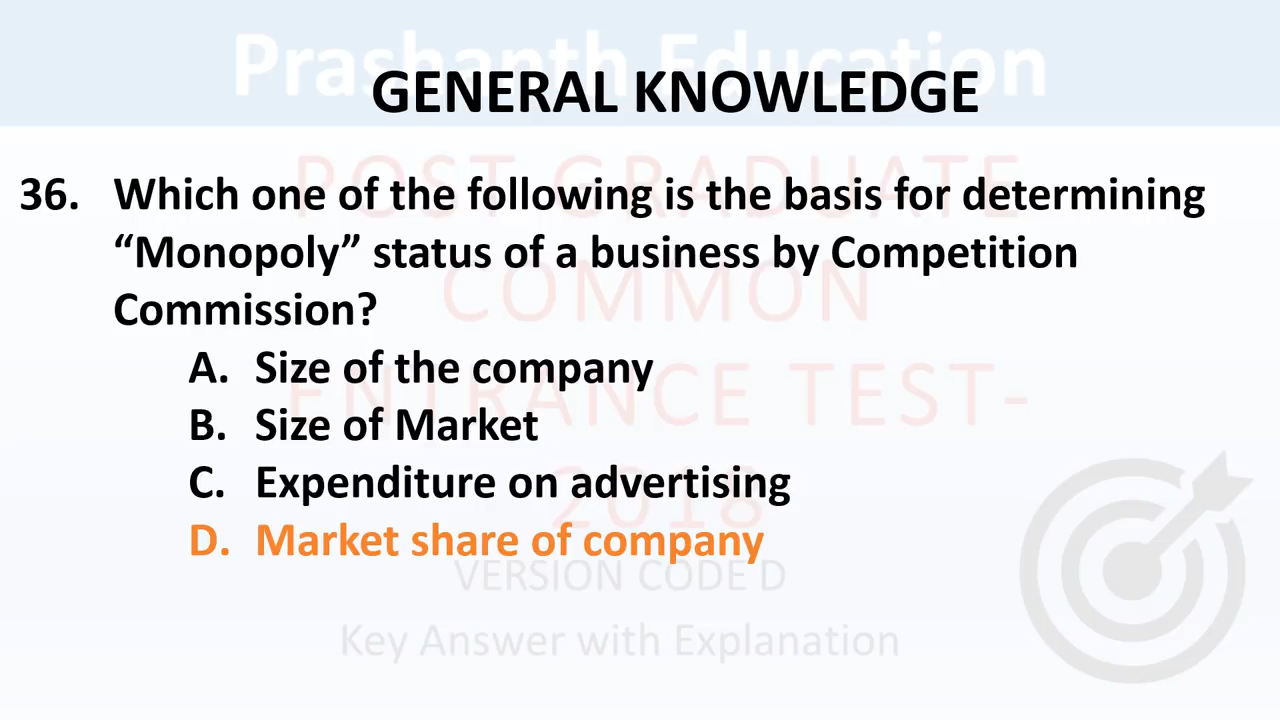 Prashanth Education
GENERAL KNOWLEDGE
POST GRADUATE
36. Which one of the following is the basis for determining
“Monopoly” status of a business by Competition
COMMON
Commission?
A. Size of the company
ENTRANCE TEST-
B. Size of Market
C. Expenditure on advertising
2018
D. Market share of company
VERSION CODE D
Key Answer with Explanation